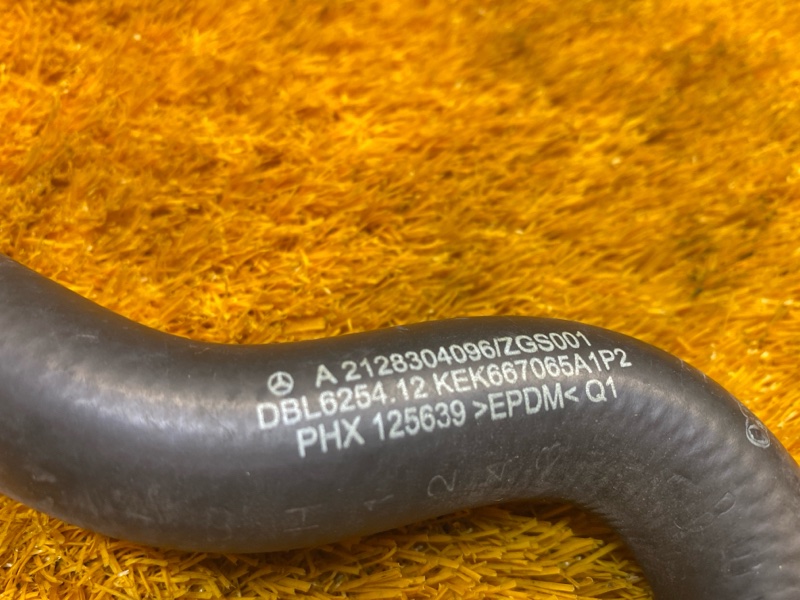 A 2128304096/ZGS001
DBL6254.12 KEK667065A1P2
PHX 125639 >EPDM< Q1